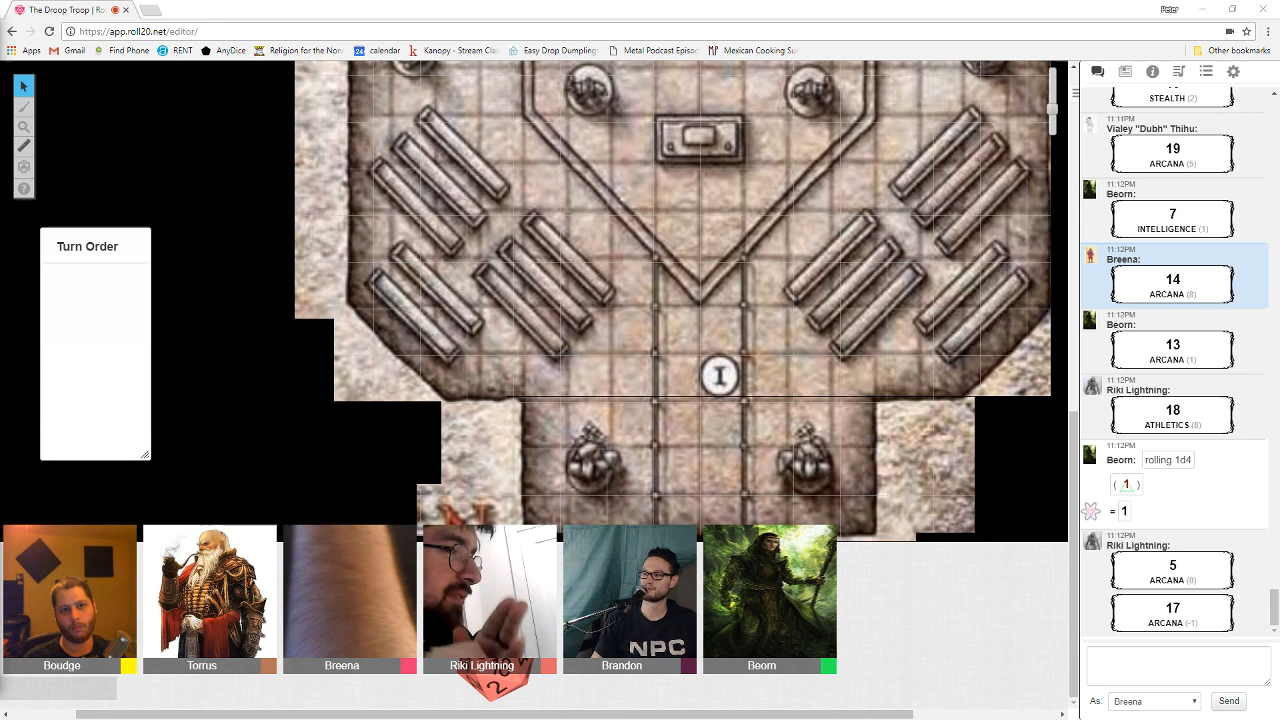 The Droop Troop | Ro
Peter
https://app.roll20.net/editor/
Apps
Gmail
Find Phone
RENT
AnyDice
Religion for the Non
24 calendar
Kanopy - Stream Cla
Easy Drop Dumpling
Metal Podcast Episo
Mexican Cooking Su
Other bookmarks
Turn Order
I
STEALTH (2)
11:11PM
Vialey "Dubh" Thihu:
19
ARCANA (5)
11:12PM
Beorn:
7
INTELLIGENCE (1)
11:12PM
Breena:
14
ARCANA (8)
11:12PM
Beorn:
13
ARCANA (1)
11:12PM
Riki Lightning:
18
ATHLETICS (8)
11:12PM
Beorn: rolling 1d4
( 1 )
= 1
11:12PM
Riki Lightning:
5
ARCANA (0)
17
ARCANA (-1)
As: Breena Send
NPC
Boudge
Torrus
Breena
Riki Lightning
Brandon
Beorn
2